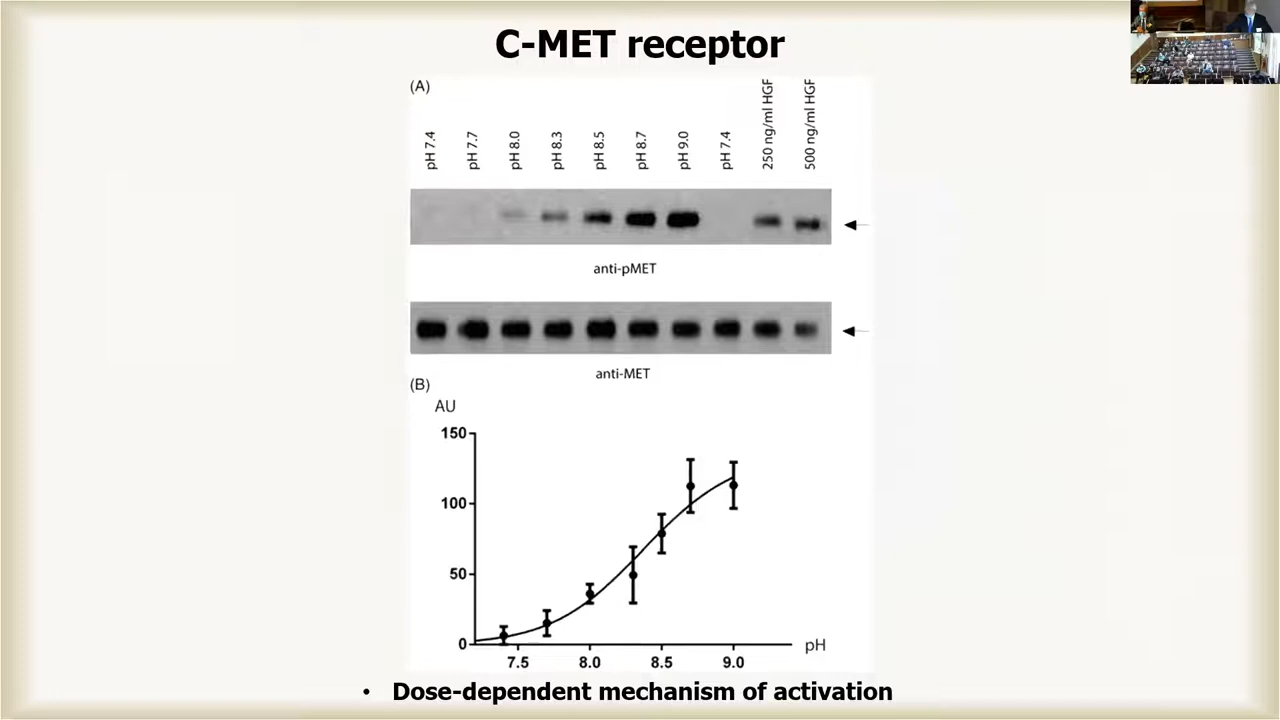 C-MET receptor
(A)
pH 7.4 pH 7.7 pH 8.0 pH 8.3 pH 8.5 pH 8.7 pH 9.0 pH 7.4 250 ng/ml HGF 500 ng/ml HGF
anti-pMET
anti-MET
(B)
AU
150
100
50
0
7.5 8.0 8.5 9.0
pH
• Dose-dependent mechanism of activation